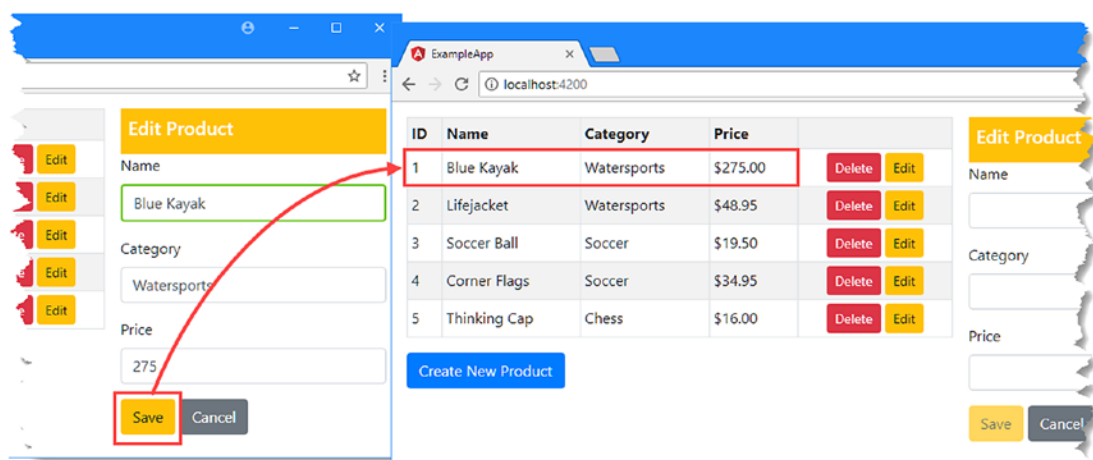 Edit Product
Name
Blue Kayak
Category
Watersports
Price
275
Save Cancel
Edit
Edit
Edit
Edit
Edit
ExampleApp
localhost:4200
ID Name Category Price
1 Blue Kayak Watersports $275.00 Delete Edit
2 Lifejacket Watersports $48.95 Delete Edit
3 Soccer Ball Soccer $19.50 Delete Edit
4 Corner Flags Soccer $34.95 Delete Edit
5 Thinking Cap Chess $16.00 Delete Edit
Create New Product
Edit Product
Name
Category
Price
Save Cancel